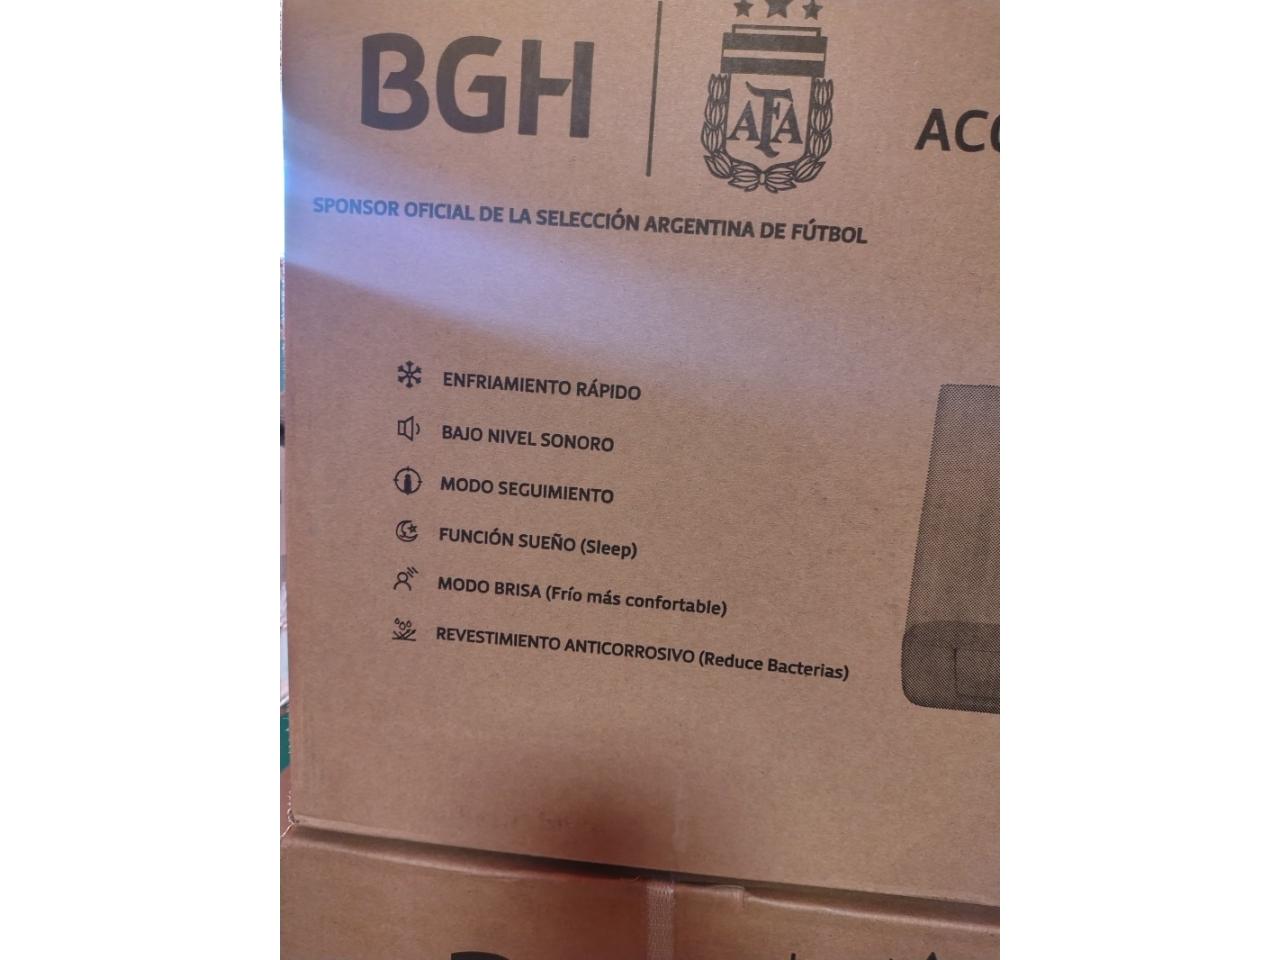 BGH
AFA
SPONSOR OFICIAL DE LA SELECCIÓN ARGENTINA DE FÚTBOL
ENFRIAMIENTO RÁPIDO
BAJO NIVEL SONORO
MODO SEGUIMIENTO
FUNCIÓN SUEÑO (Sleep)
MODO BRISA (Frío más confortable)
REVESTIMIENTO ANTICORROSIVO (Reduce Bacterias)